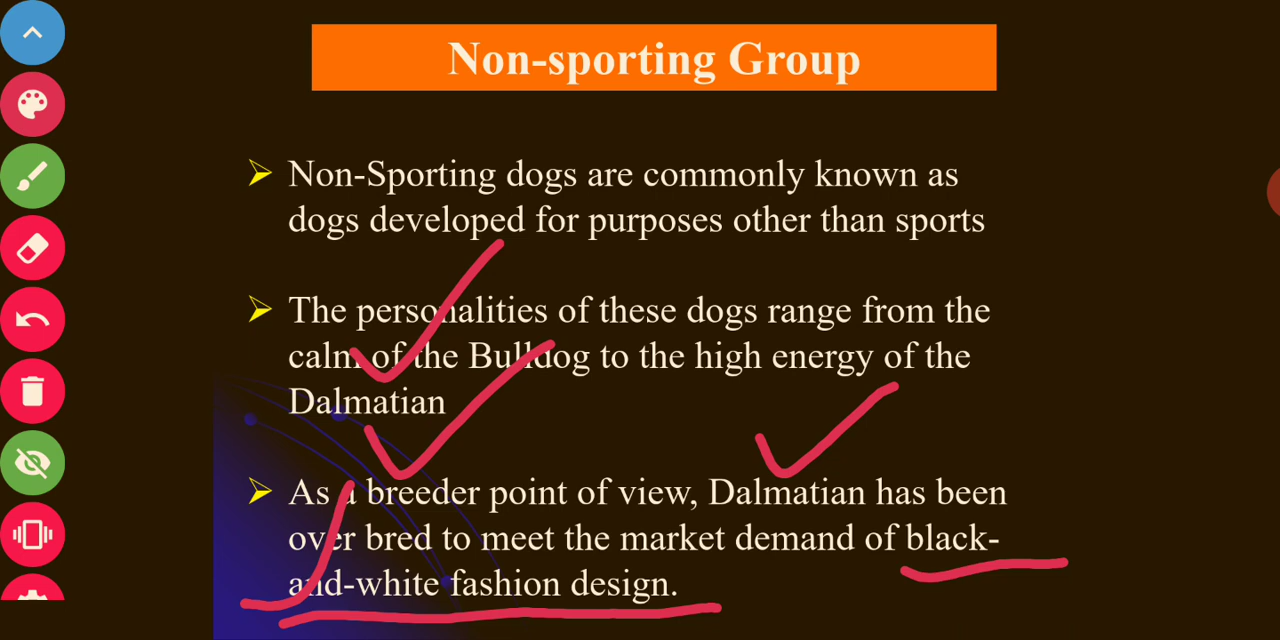 Non-sporting Group
Non-Sporting dogs are commonly known as
dogs developed for purposes other than sports
The personalities of these dogs range from the
calm of the Bulldog to the high energy of the
Dalmatian
As a breeder point of view, Dalmatian has been
over bred to meet the market demand of black-
and-white fashion design.